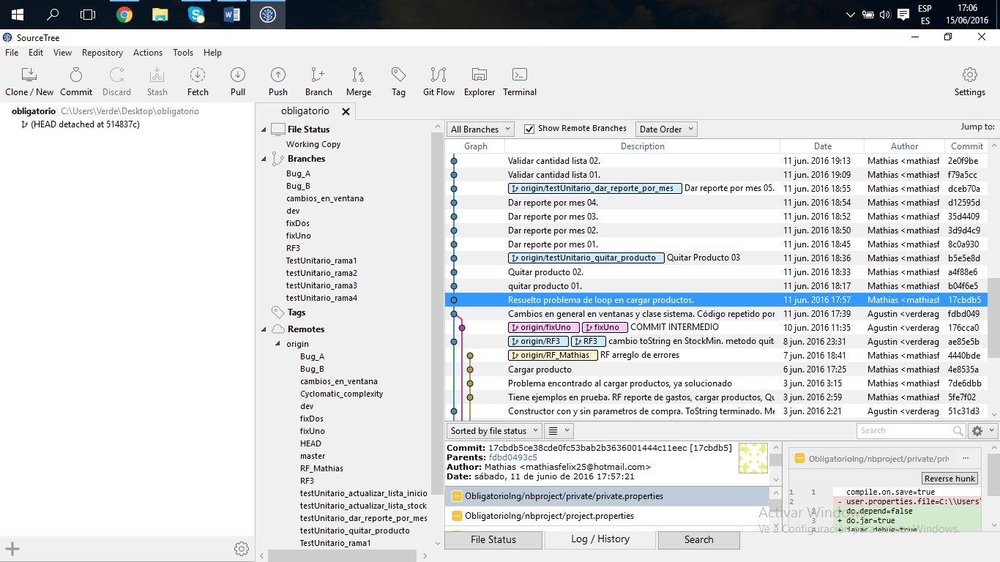 ESP
ES
17:06
15/06/2016
SourceTree
File Edit View Repository Actions Tools Help
Clone / New Commit Discard Stash Fetch Pull Push Branch Merge Tag Git Flow Explorer Terminal Settings
obligatorio C:\Users\Verde\Desktop\obligatorio
(HEAD detached at 514837c)
obligatorio
File Status
Working Copy
Branches
Bug_A
Bug_B
cambios_en_ventana
dev
fixDos
fixUno
RF3
TestUnitario_rama1
testUnitario_rama2
testUnitario_rama3
testUnitario_rama4
Tags
Remotes
origin
Bug_A
Bug_B
cambios_en_ventana
Cyclomatic_complexity
dev
fixDos
fixUno
HEAD
master
RF_Mathias
RF3
testUnitario_actualizar_lista_inicio
testUnitario_actualizar_lista_stock
testUnitario_dar_reporte_por_mes
testUnitario_quitar_producto
TestUnitario_rama1
All Branches Show Remote Branches Date Order Jump to:
Graph Description Date Author Commit
Validar cantidad lista 02. 11 jun. 2016 19:13 Mathias <mathiasf 2e0f9be
Validar cantidad lista 01. 11 jun. 2016 19:09 Mathias <mathiasf f79a5cc
origin/testUnitario_dar_reporte_por_mes Dar reporte por mes 05. 11 jun. 2016 18:55 Mathias <mathiasf dceb70a
Dar reporte por mes 04. 11 jun. 2016 18:54 Mathias <mathiasf d12595d
Dar reporte por mes 03. 11 jun. 2016 18:52 Mathias <mathiasf 35d4409
Dar reporte por mes 02. 11 jun. 2016 18:50 Mathias <mathiasf 3d9d4c9
Dar reporte por mes 01. 11 jun. 2016 18:45 Mathias <mathiasf 8c0a930
origin/testUnitario_quitar_producto Quitar Producto 03 11 jun. 2016 18:36 Mathias <mathiasf b5e5e8d
Quitar producto 02. 11 jun. 2016 18:33 Mathias <mathiasf a4f88e6
quitar producto 01. 11 jun. 2016 18:17 Mathias <mathiasf b04f6e5
Resuelto problema de loop en cargar productos. 11 jun. 2016 17:57 Mathias <mathiasf 17cbdb5
Cambios en general en ventanas y clase sistema. Código repetido por 11 jun. 2016 17:39 Agustin <verderag fdbd049
origin/fixUno fixUno COMMIT INTERMEDIO 10 jun. 2016 11:35 Agustin <verderag 176cca0
origin/RF3 RF3 cambio toString en StockMin. metodo quit 8 jun. 2016 23:31 Agustin <verderag ae85e5b
origin/RF_Mathias RF arreglo de errores 7 jun. 2016 18:41 Mathias <mathiasf 4440bde
Cargar producto 6 jun. 2016 17:25 Mathias <mathiasf 4e8535a
Problema encontrado al cargar productos, ya solucionado 3 jun. 2016 3:15 Mathias <mathiasf 7de6dbb
Tiene ejemplos en prueba. RF reporte de gastos, cargar productos, Qu 3 jun. 2016 2:59 Mathias <mathiasf 5fe7f02
Constructor con y sin parametros de compra. ToString terminado. Me 3 jun. 2016 2:21 Agustin <verderag 51c31d3
Sorted by file status Search
Commit: 17cbdb5ce38cde0fc53bab2b3636001444c11eec [17cbdb5]
Parents: fdbd0493c5
Author: Mathias <mathiasfelix25@hotmail.com>
Date: sábado, 11 de junio de 2016 17:57:21
ObligatorioIng/nbproject/private/private.properties
ObligatorioIng/nbproject/project.properties
ObligatorioIng/nbproject/private/pri
Reverse hunk
1 1 compile.on.save=true
2 - user.properties.file=C:\\Users\
2 + do.depend=false
3 + do.jar=true
4 + javac.debug=true
Activar Windows
Ve a Configuración para activar Windows.
File Status Log / History Search